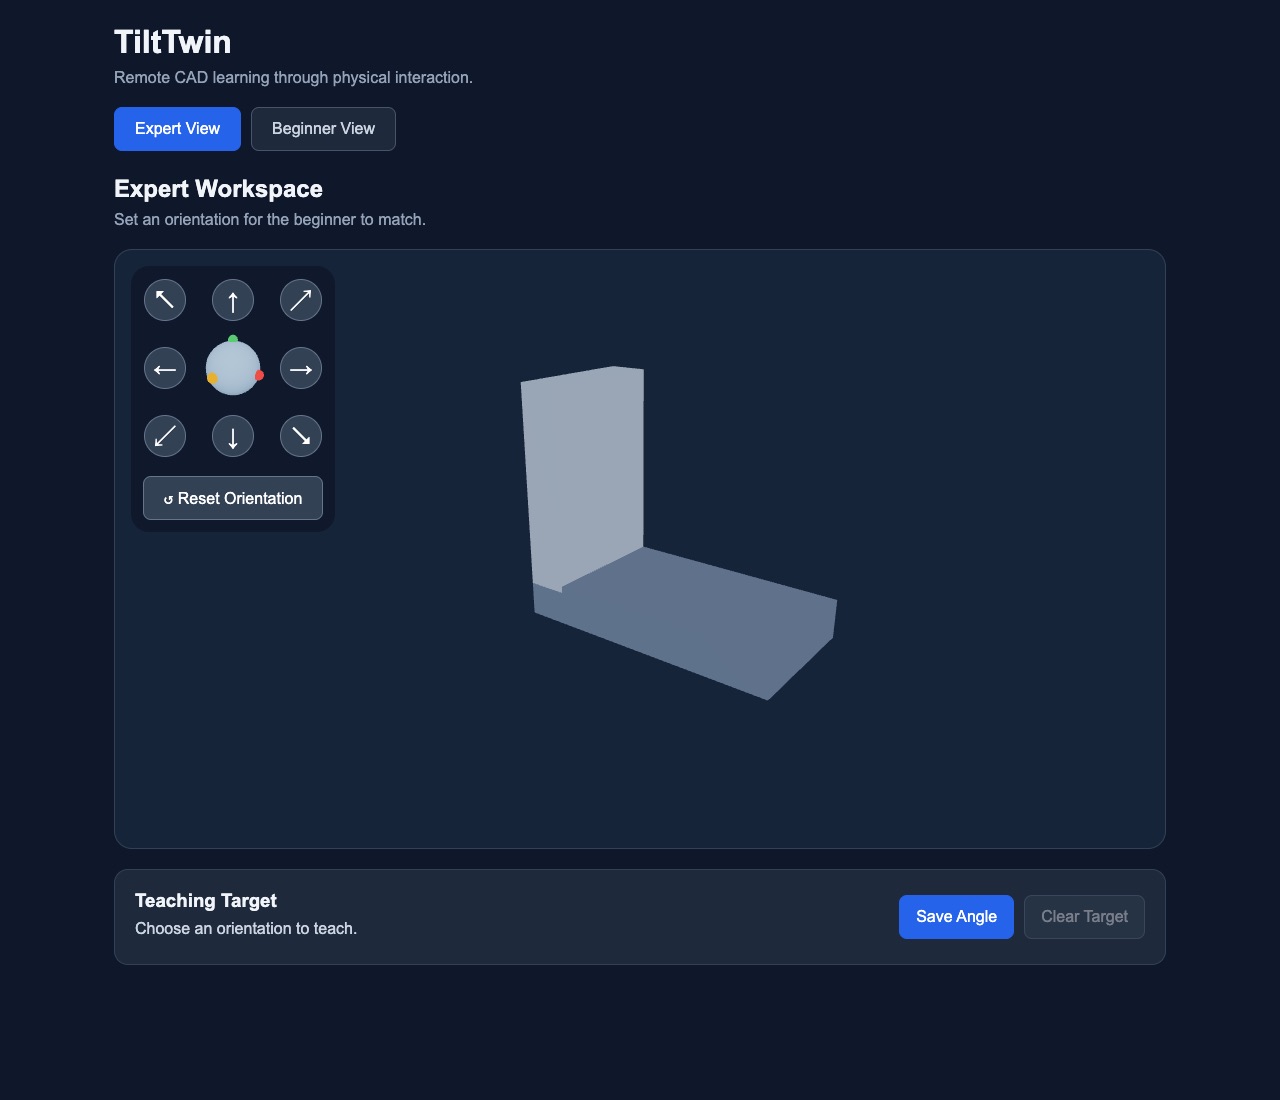 TiltTwin
Remote CAD learning through physical interaction.
Expert View
Beginner View
Expert Workspace
Set an orientation for the beginner to match.
↖ ↑ ↗
← →
↙ ↓ ↘
↺ Reset Orientation
Teaching Target
Choose an orientation to teach.
Save Angle
Clear Target